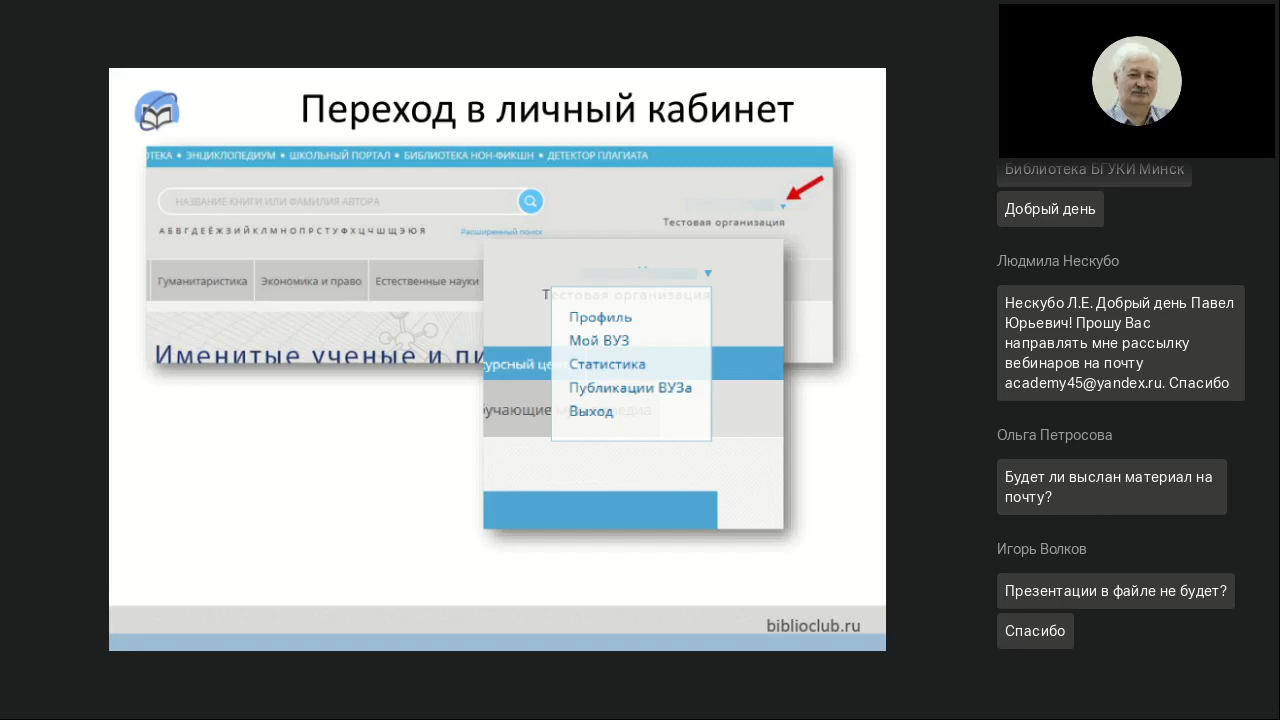 Переход в личный кабинет
ОТЕКА • ЭНЦИКЛОПЕДИУМ • ШКОЛЬНЫЙ ПОРТАЛ • БИБЛИОТЕКА НОН-ФИКШН • ДЕТЕКТОР ПЛАГИАТА
НАЗВАНИЕ КНИГИ ИЛИ ФАМИЛИЯ АВТОРА
Тестовая организация
А Б В Г Д Е Ё Ж З И Й К Л М Н О П Р С Т У Ф Х Ц Ч Ш Щ Э Ю Я
Расширенный поиск
Гуманитаристика
Экономика и право
Естественные науки
Именитые ученые и пи
Тестовая организация
Профиль
Мой ВУЗ
урсный це
Статистика
Публикации ВУЗа
бучающие
Выход
biblioclub.ru
Библиотека БГУКИ Минск
Добрый день
Людмила Нескубо
Нескубо Л.Е. Добрый день Павел
Юрьевич! Прошу Вас
направлять мне рассылку
вебинаров на почту
academy45@yandex.ru. Спасибо
Ольга Петросова
Будет ли выслан материал на
почту?
Игорь Волков
Презентации в файле не будет?
Спасибо